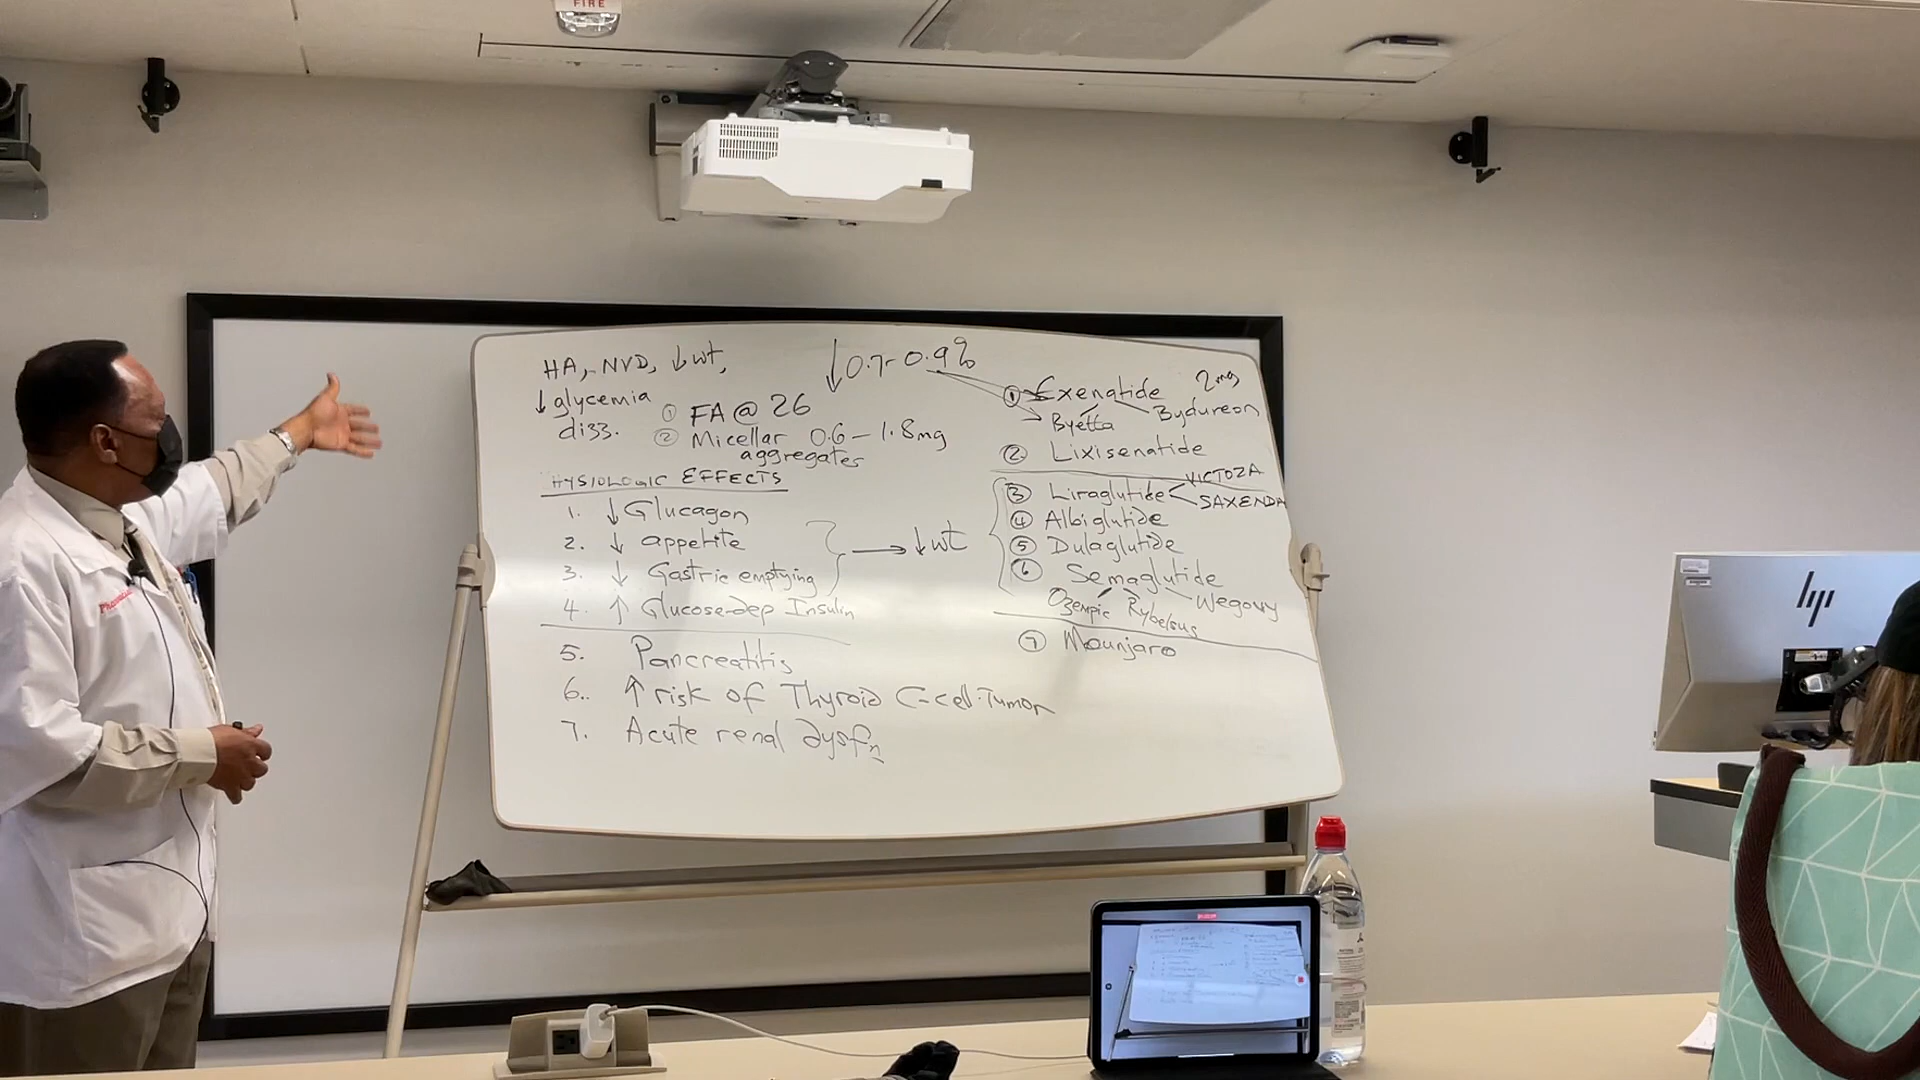 FIRE
HA, NVD, ↓ wt,
↓ glycemia
dizz.
① FA @ 26
② Micellar 0.6 – 1.8mg
aggregates
↓ 0.7 - 0.9%
HYSIOLOGIC EFFECTS
1. ↓ Glucagon
2. ↓ appetite
3. ↓ Gastric emptying
4. ↑ Glucose-dep Insulin
→ ↓ wt
5. Pancreatitis
6. ↑ risk of Thyroid C-cell Tumor
7. Acute renal dysfn
① Exenatide 2mg
Byetta Bydureon
② Lixisenatide
③ Liraglutide VICTOZA
SAXENDA
④ Albiglutide
⑤ Dulaglutide
⑥ Semaglutide
Ozempic Rybelsus Wegovy
⑦ Mounjaro
hp